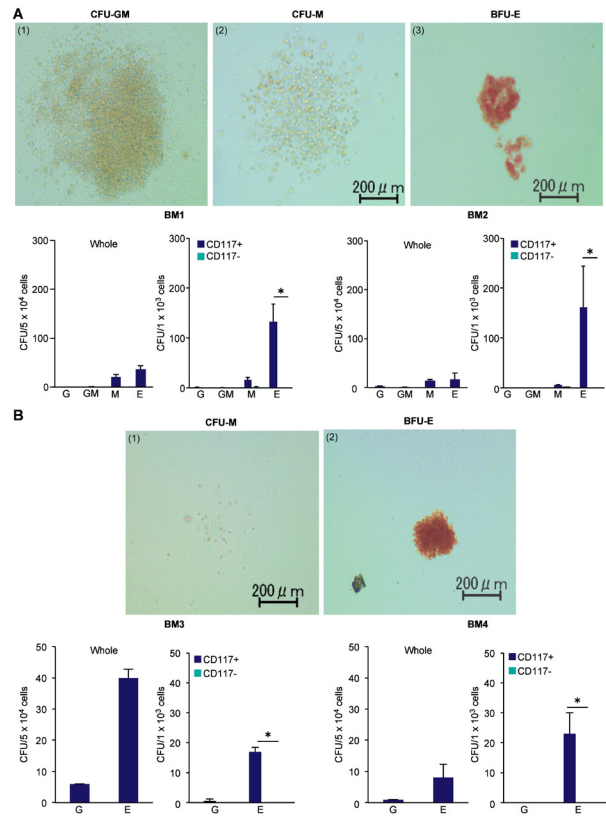 A
CFU-GM
CFU-M
BFU-E
(1)
(2)
(3)
200 μm
200 μm
BM1
BM2
300
200
100
0
CFU/5 x 10⁴ cells
Whole
G GM M E
300
200
100
0
CFU/1 x 10³ cells
CD117+
CD117-
*
G GM M E
300
200
100
0
CFU/5 x 10⁴ cells
Whole
G GM M E
300
200
100
0
CFU/1 x 10³ cells
CD117+
CD117-
*
G GM M E
B
CFU-M
BFU-E
(1)
(2)
200 μm
200 μm
BM3
BM4
50
40
30
20
10
0
CFU/5 x 10⁴ cells
Whole
G E
50
40
30
20
10
0
CFU/1 x 10³ cells
CD117+
CD117-
*
G E
50
40
30
20
10
0
CFU/5 x 10⁴ cells
Whole
G E
50
40
30
20
10
0
CFU/1 x 10³ cells
CD117+
CD117-
*
G E